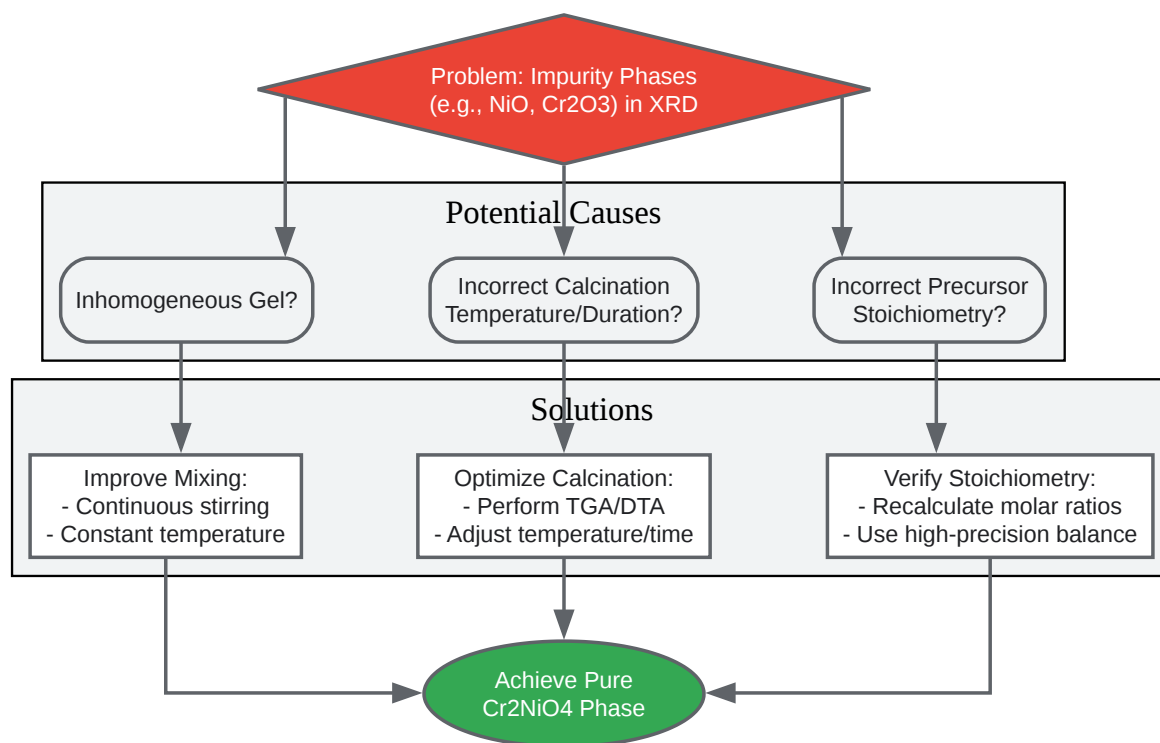 Problem: Impurity Phases
(e.g., NiO, Cr2O3) in XRD
Potential Causes
Inhomogeneous Gel?
Incorrect Calcination
Temperature/Duration?
Incorrect Precursor
Stoichiometry?
Solutions
Improve Mixing:
- Continuous stirring
- Constant temperature
Optimize Calcination:
- Perform TGA/DTA
- Adjust temperature/time
Verify Stoichiometry:
- Recalculate molar ratios
- Use high-precision balance
Achieve Pure
Cr2NiO4 Phase